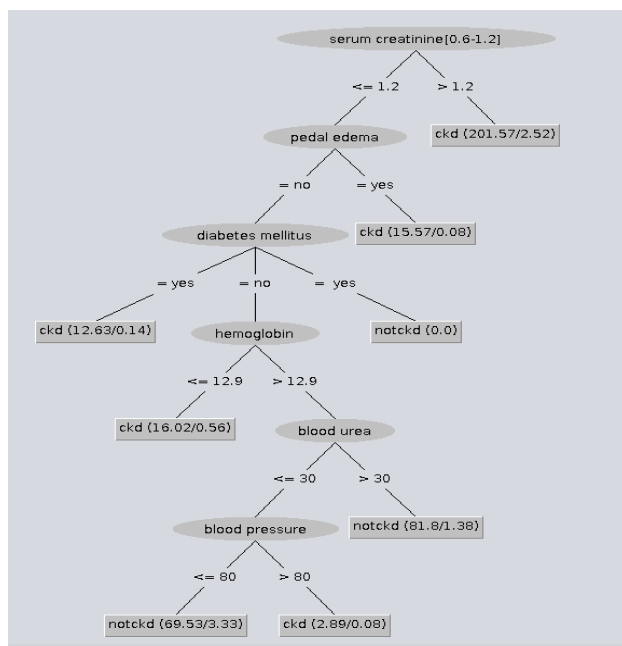 serum creatinine[0.6-1.2]
<= 1.2 > 1.2
pedal edema ckd (201.57/2.52)
= no = yes
diabetes mellitus ckd (15.57/0.08)
= yes = no = yes
ckd (12.63/0.14) hemoglobin notckd (0.0)
<= 12.9 > 12.9
ckd (16.02/0.56) blood urea
<= 30 > 30
blood pressure notckd (81.8/1.38)
<= 80 > 80
notckd (69.53/3.33) ckd (2.89/0.08)